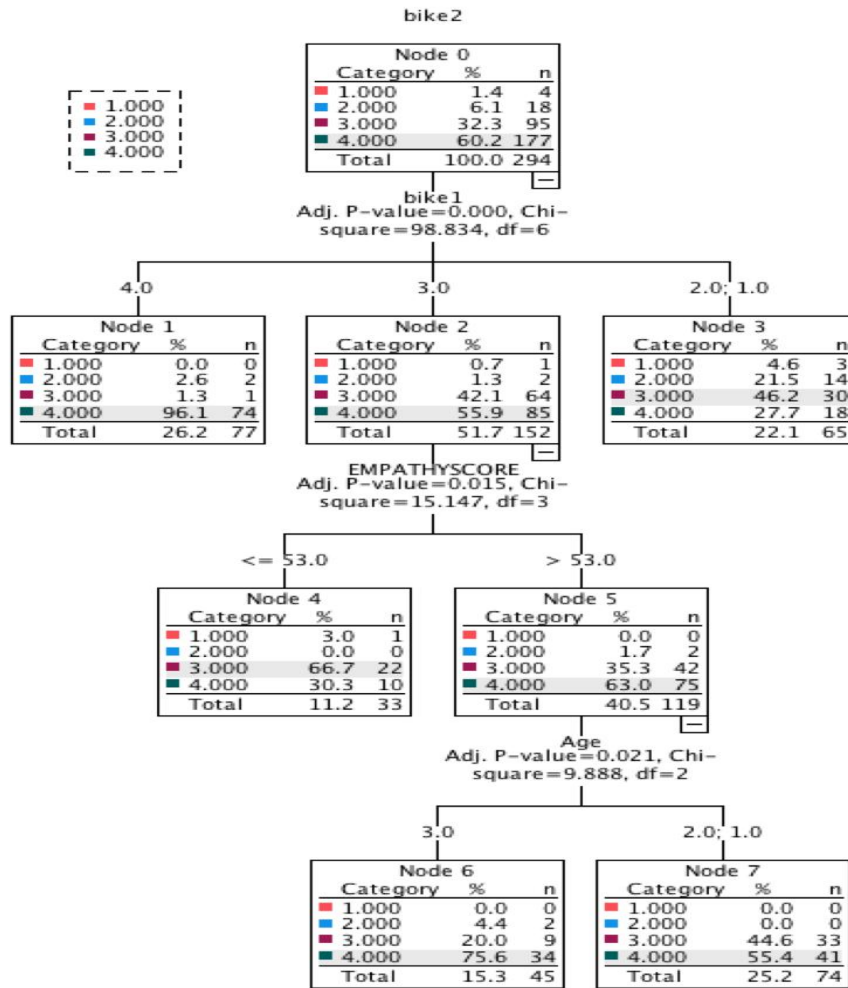 bike2
1.000
2.000
3.000
4.000
Node 0
Category % n
1.000 1.4 4
2.000 6.1 18
3.000 32.3 95
4.000 60.2 177
Total 100.0 294
bike1
Adj. P-value=0.000, Chi-
square=98.834, df=6
4.0 3.0 2.0; 1.0
Node 1
Category % n
1.000 0.0 0
2.000 2.6 2
3.000 1.3 1
4.000 96.1 74
Total 26.2 77
Node 2
Category % n
1.000 0.7 1
2.000 1.3 2
3.000 42.1 64
4.000 55.9 85
Total 51.7 152
Node 3
Category % n
1.000 4.6 3
2.000 21.5 14
3.000 46.2 30
4.000 27.7 18
Total 22.1 65
EMPATHYSCORE
Adj. P-value=0.015, Chi-
square=15.147, df=3
<= 53.0 > 53.0
Node 4
Category % n
1.000 3.0 1
2.000 0.0 0
3.000 66.7 22
4.000 30.3 10
Total 11.2 33
Node 5
Category % n
1.000 0.0 0
2.000 1.7 2
3.000 35.3 42
4.000 63.0 75
Total 40.5 119
Age
Adj. P-value=0.021, Chi-
square=9.888, df=2
3.0 2.0; 1.0
Node 6
Category % n
1.000 0.0 0
2.000 4.4 2
3.000 20.0 9
4.000 75.6 34
Total 15.3 45
Node 7
Category % n
1.000 0.0 0
2.000 0.0 0
3.000 44.6 33
4.000 55.4 41
Total 25.2 74